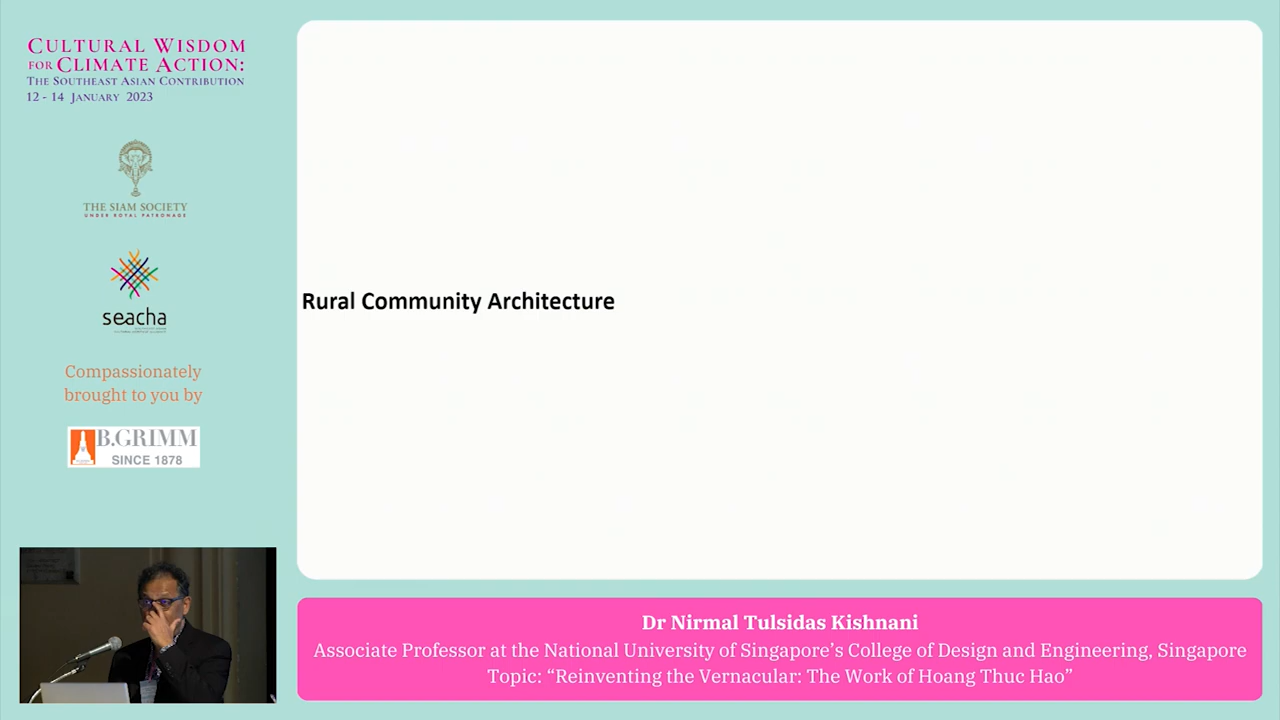 CULTURAL WISDOM
FOR CLIMATE ACTION:
THE SOUTHEAST ASIAN CONTRIBUTION
12 - 14 JANUARY 2023
THE SIAM SOCIETY
UNDER ROYAL PATRONAGE
seacha
Compassionately
brought to you by
B.GRIMM
SINCE 1878
Rural Community Architecture
Dr Nirmal Tulsidas Kishnani
Associate Professor at the National University of Singapore’s College of Design and Engineering, Singapore
Topic: “Reinventing the Vernacular: The Work of Hoang Thuc Hao”